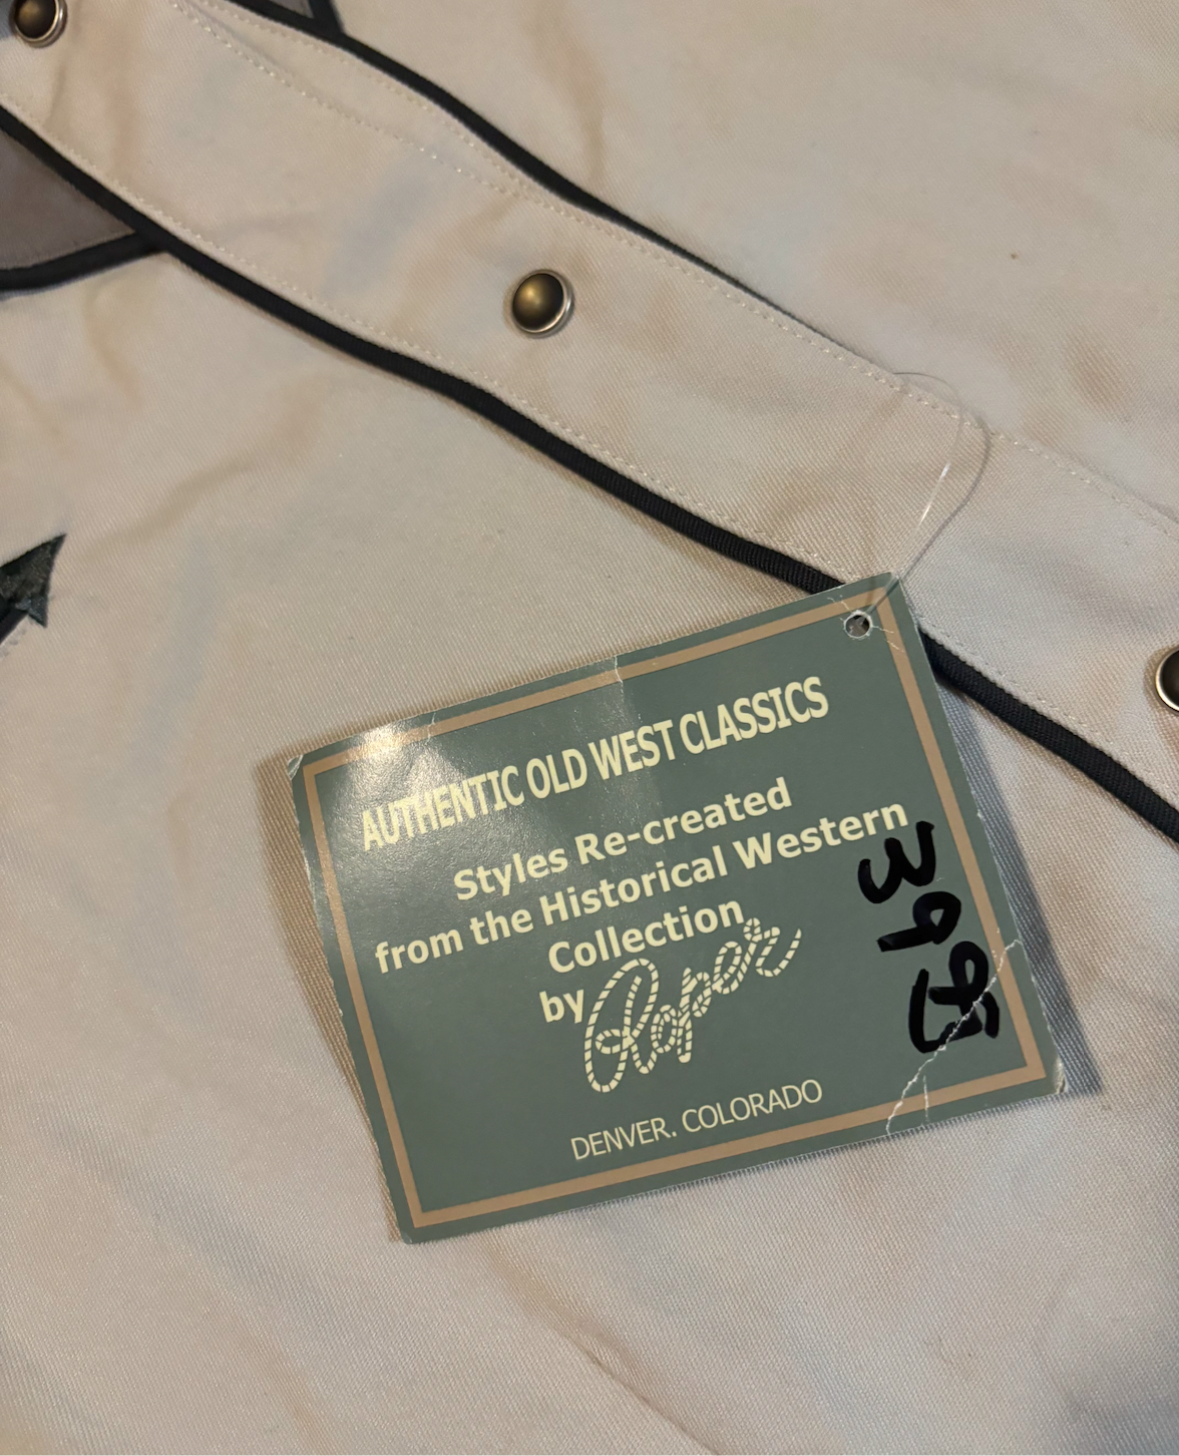 AUTHENTIC OLD WEST CLASSICS
Styles Re-created
from the Historical Western
Collection
by Roper
DENVER. COLORADO
3995